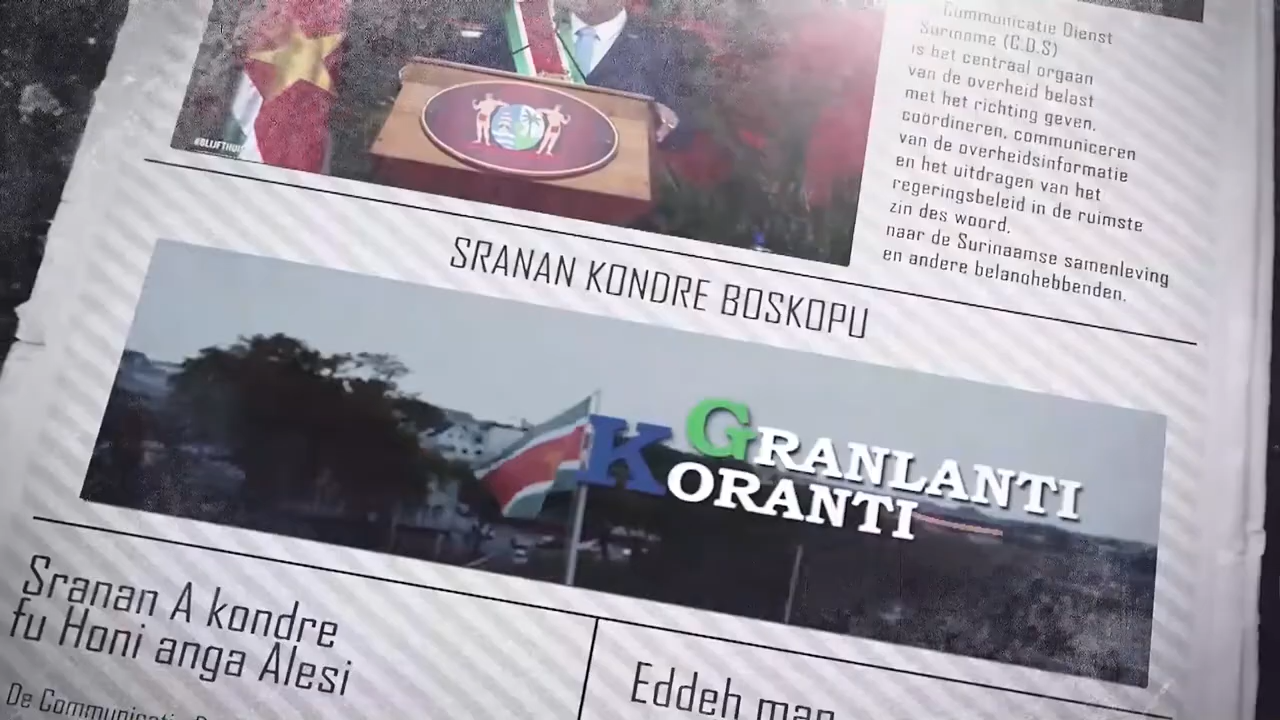 Communicatie Dienst
Suriname (C.D.S)
is het centraal orgaan
van de overheid belast
met het richting geven,
coördineren, communiceren
van de overheidsinformatie
en het uitdragen van het
regeringsbeleid in de ruimste
zin des woord,
naar de Surinaamse samenleving
en andere belanghebbenden.
SRANAN KONDRE BOSKOPU
GRANLANTI
KORANTI
Sranan A kondre
fu Honi anga Alesi
De
Eddeh man